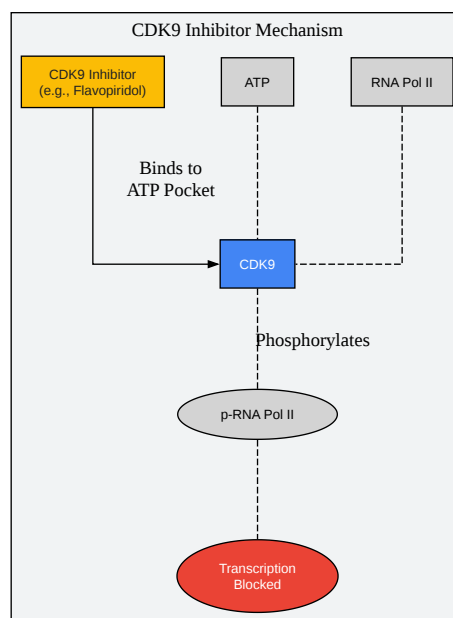 CDK9 Inhibitor Mechanism
CDK9 Inhibitor
(e.g., Flavopiridol)
ATP
RNA Pol II
Binds to
ATP Pocket
CDK9
Phosphorylates
p-RNA Pol II
Transcription
Blocked